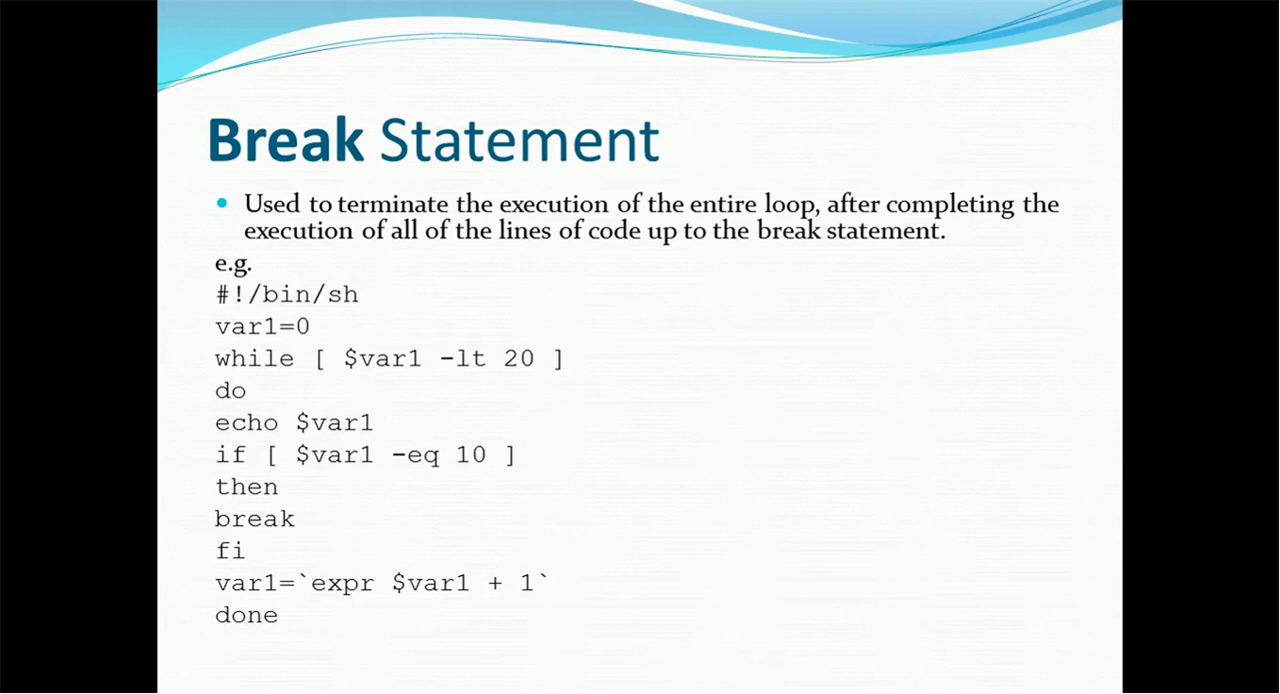 Break Statement
Used to terminate the execution of the entire loop, after completing the
execution of all of the lines of code up to the break statement.
e.g.
#!/bin/sh
var1=0
while [ $var1 -lt 20 ]
do
echo $var1
if [ $var1 -eq 10 ]
then
break
fi
var1=`expr $var1 + 1`
done